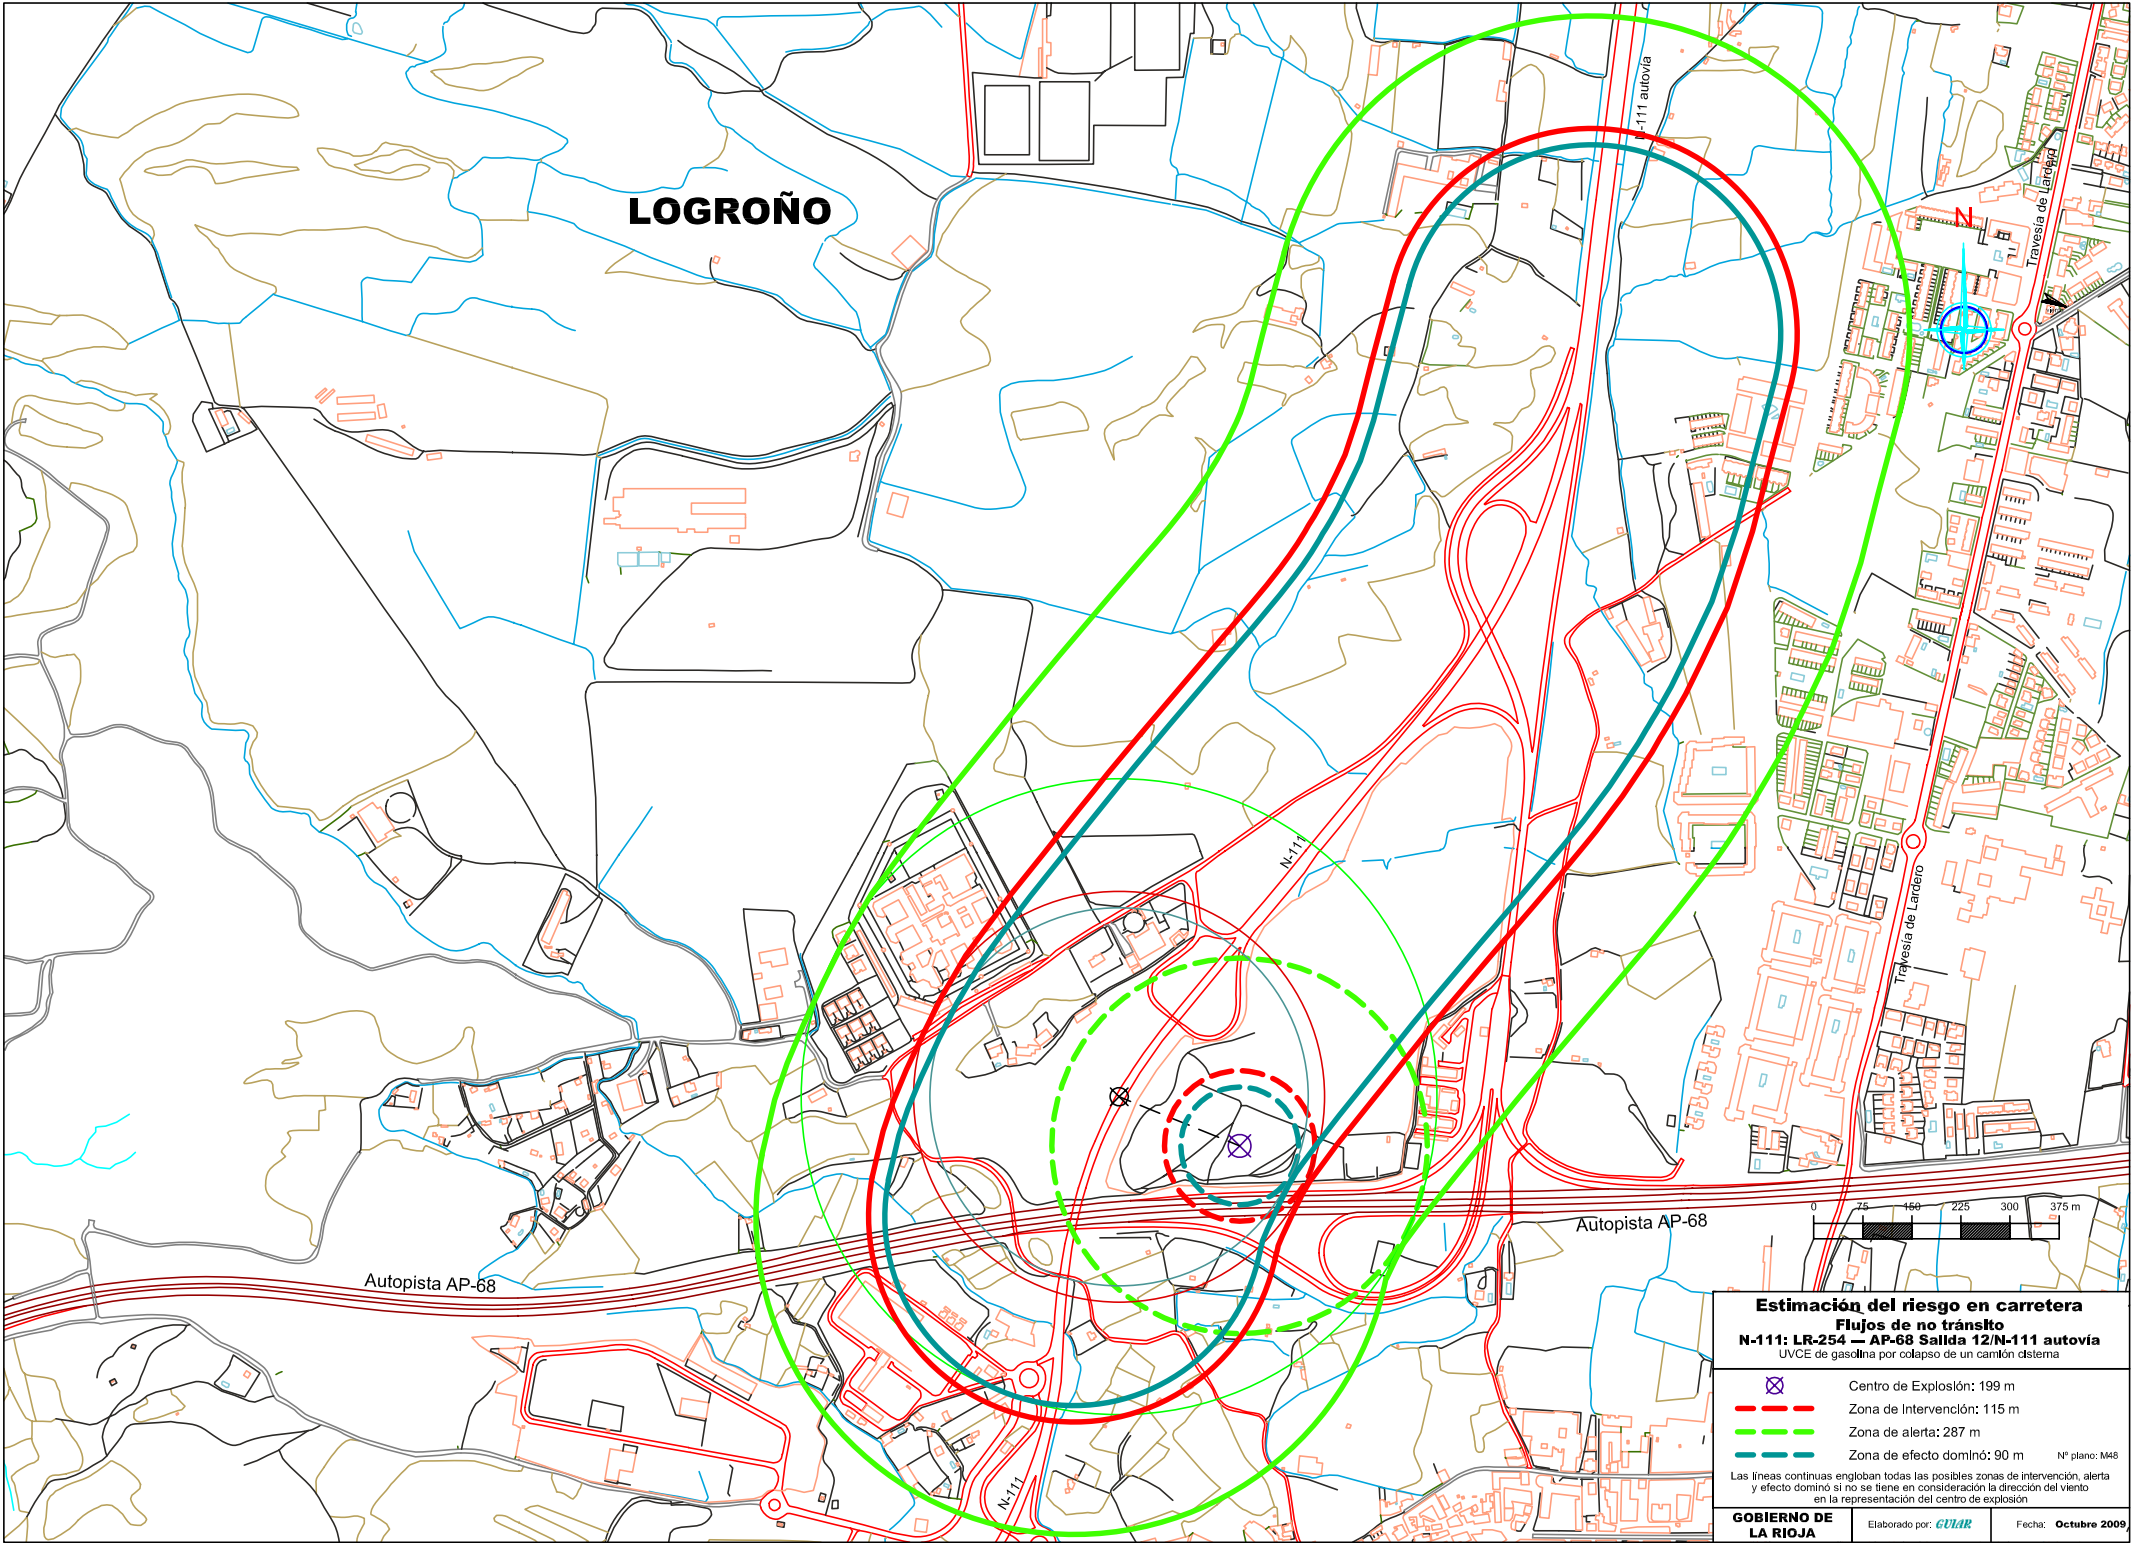 N-111 autovía
Travesía de Lardero
LOGROÑO
N
N-111
Travesía de Lardero
0 75 150 225 300 375 m
Autopista AP-68
Autopista AP-68
N-111
Estimación del riesgo en carretera
Flujos de no tránsito
N-111: LR-254 — AP-68 Salida 12/N-111 autovía
UVCE de gasolina por colapso de un camión cisterna
Centro de Explosión: 199 m
Zona de Intervención: 115 m
Zona de alerta: 287 m
Zona de efecto dominó: 90 m
Nº plano: M48
Las líneas continuas engloban todas las posibles zonas de intervención, alerta
y efecto dominó si no se tiene en consideración la dirección del viento
en la representación del centro de explosión
GOBIERNO DE
LA RIOJA
Elaborado por: GUIAR
Fecha: Octubre 2009